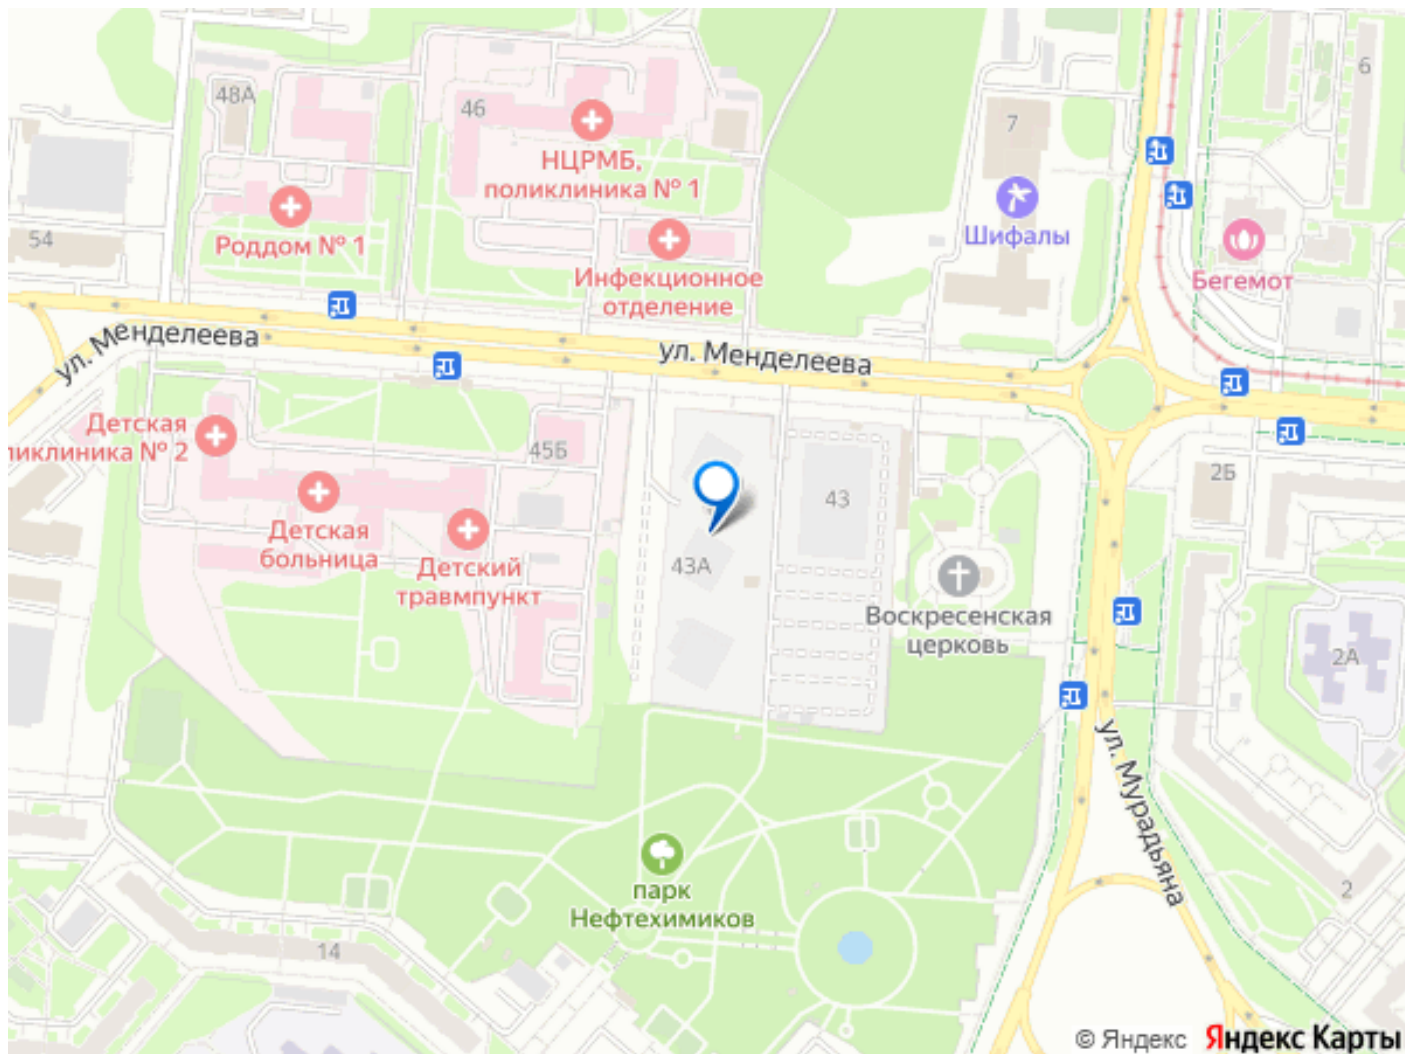 48А
46
НЦРМБ,
поликлиника № 1
7
6
Роддом № 1
54
Шифалы
Бегемот
Инфекционное
отделение
ул. Менделеева
ул. Менделеева
Детская
ликлиника № 2
45Б
43
2Б
Детская
больница
Детский
травмпункт
43А
Воскресенская
церковь
2А
ул. Мурадьяна
парк
Нефтехимиков
14
2
© Яндекс Яндекс Карты